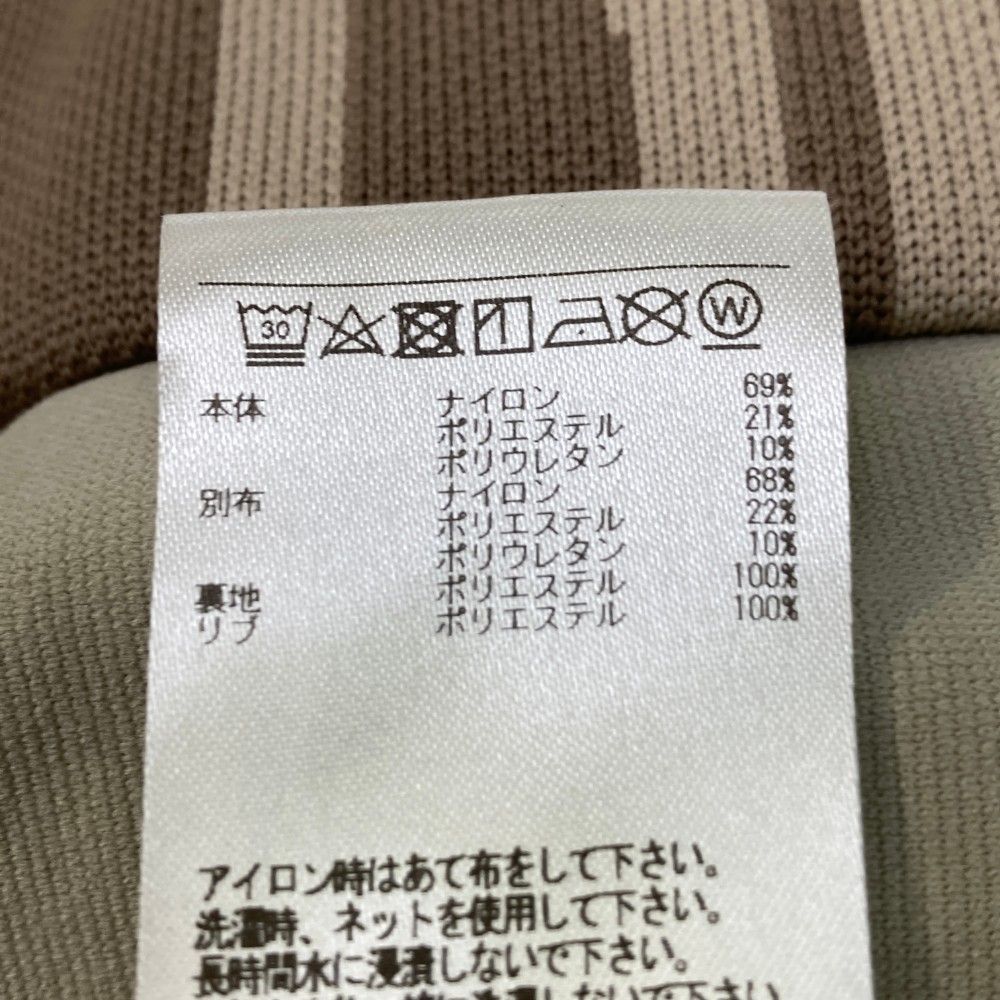 30 W
本体 ナイロン 69%
ポリエステル 21%
ポリウレタン 10%
別布 ナイロン 68%
ポリエステル 22%
ポリウレタン 10%
裏地 ポリエステル 100%
リブ ポリエステル 100%
アイロン時はあて布をして下さい。
洗濯時、ネットを使用して下さい。
長時間水に浸漬しないで下さい。